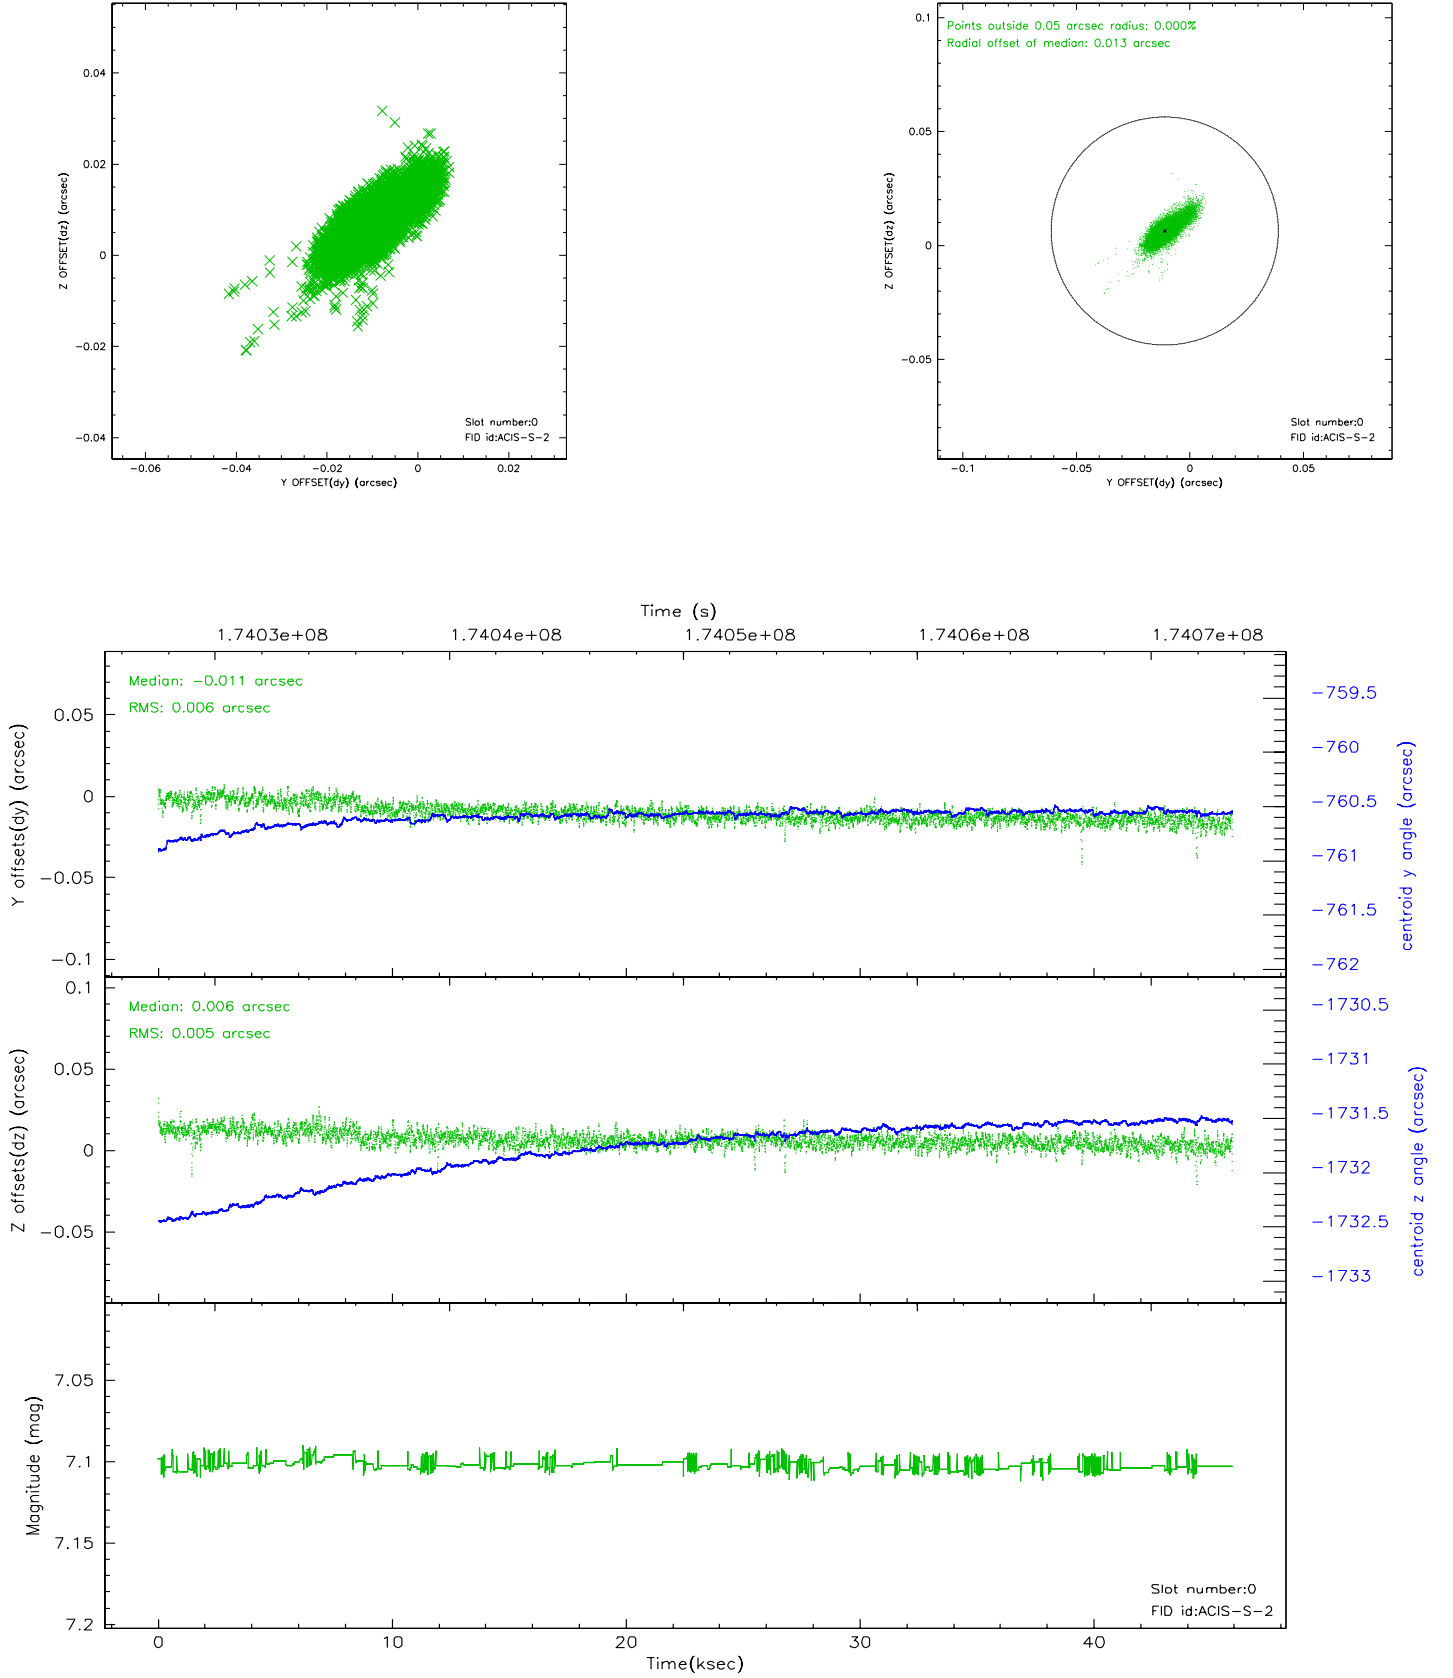 0.04
0.02
0
−0.02
−0.04
Z OFFSET(dz) (arcsec)
Slot number:0
FID id:ACIS−S−2
−0.06
−0.04
−0.02
0
0.02
Y OFFSET(dy) (arcsec)
Points outside 0.05 arcsec radius: 0.000%
Radial offset of median: 0.013 arcsec
0.1
0.05
0
−0.05
Z OFFSET(dz) (arcsec)
Slot number:0
FID id:ACIS−S−2
−0.1
−0.05
0
0.05
Y OFFSET(dy) (arcsec)
Time (s)
1.7403e+08
1.7404e+08
1.7405e+08
1.7406e+08
1.7407e+08
Median: −0.011 arcsec
RMS: 0.006 arcsec
0.05
0
−0.05
−0.1
Y offsets(dy) (arcsec)
−759.5
−760
−760.5
−761
−761.5
−762
centroid y angle (arcsec)
Median: 0.006 arcsec
RMS: 0.005 arcsec
0.1
0.05
0
−0.05
Z offsets(dz) (arcsec)
−1730.5
−1731
−1731.5
−1732
−1732.5
−1733
centroid z angle (arcsec)
7.05
7.1
7.15
7.2
Magnitude (mag)
Slot number:0
FID id:ACIS−S−2
0
10
20
30
40
Time(ksec)